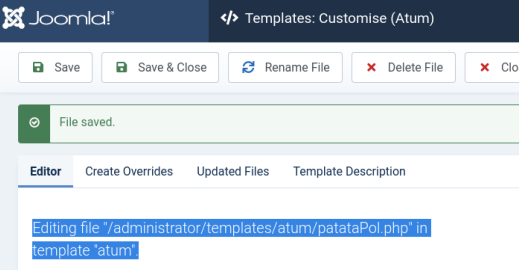 Joomla!®
</> Templates: Customise (Atum)
Save
Save & Close
Rename File
Delete File
Clo
File saved.
Editor
Create Overrides
Updated Files
Template Description
Editing file "/administrator/templates/atum/patataPol.php" in
template "atum".